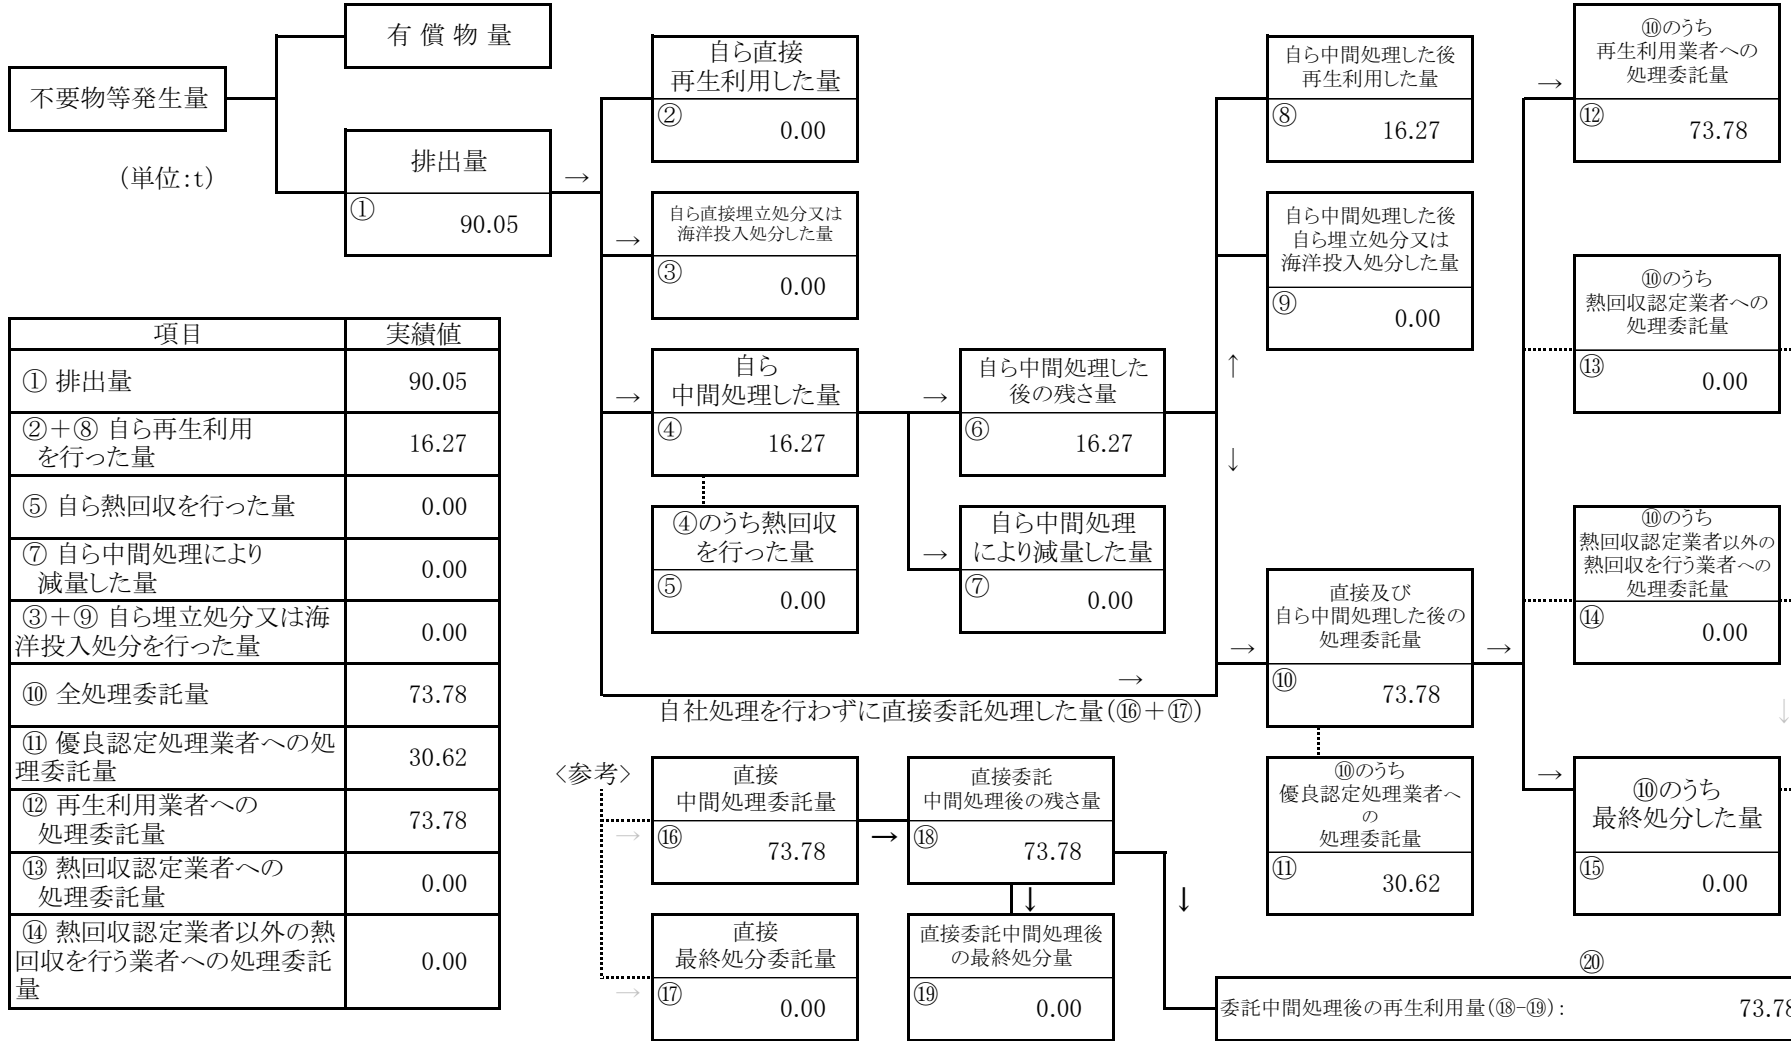 有 償 物 量
不要物等発生量
(単位:t)
排出量
①
90.05
→
自ら直接
再生利用した量
②
0.00
→
自ら直接埋立処分又は
海洋投入処分した量
③
0.00
→
自ら
中間処理した量
④
16.27
④のうち熱回収
を行った量
⑤
0.00
→
自ら中間処理した
後の残さ量
⑥
16.27
→
自ら中間処理
により減量した量
⑦
0.00
自ら中間処理した後
再生利用した量
⑧
16.27
自ら中間処理した後
自ら埋立処分又は
海洋投入処分した量
⑨
0.00
↑
↓
→
自社処理を行わずに直接委託処理した量(⑯+⑰)
→
直接及び
自ら中間処理した後の
処理委託量
⑩
73.78
⑩のうち
優良認定処理業者へ
の
処理委託量
⑪
30.62
→
→
⑩のうち
再生利用業者への
処理委託量
⑫
73.78
⑩のうち
熱回収認定業者への
処理委託量
⑬
0.00
⑩のうち
熱回収認定業者以外の
熱回収を行う業者への
処理委託量
⑭
0.00
↓
→
⑩のうち
最終処分した量
⑮
0.00
項目 実績値
① 排出量 90.05
②+⑧ 自ら再生利用
を行った量 16.27
⑤ 自ら熱回収を行った量 0.00
⑦ 自ら中間処理により
減量した量 0.00
③+⑨ 自ら埋立処分又は海
洋投入処分を行った量 0.00
⑩ 全処理委託量 73.78
⑪ 優良認定処理業者への処
理委託量 30.62
⑫ 再生利用業者への
処理委託量 73.78
⑬ 熱回収認定業者への
処理委託量 0.00
⑭ 熱回収認定業者以外の熱
回収を行う業者への処理委託
量 0.00
〈参考〉
→
直接
中間処理委託量
⑯
73.78
→
直接委託
中間処理後の残さ量
⑱
73.78
↓
↓
→
直接
最終処分委託量
⑰
0.00
直接委託中間処理後
の最終処分量
⑲
0.00
⑳
委託中間処理後の再生利用量(⑱-⑲): 73.78